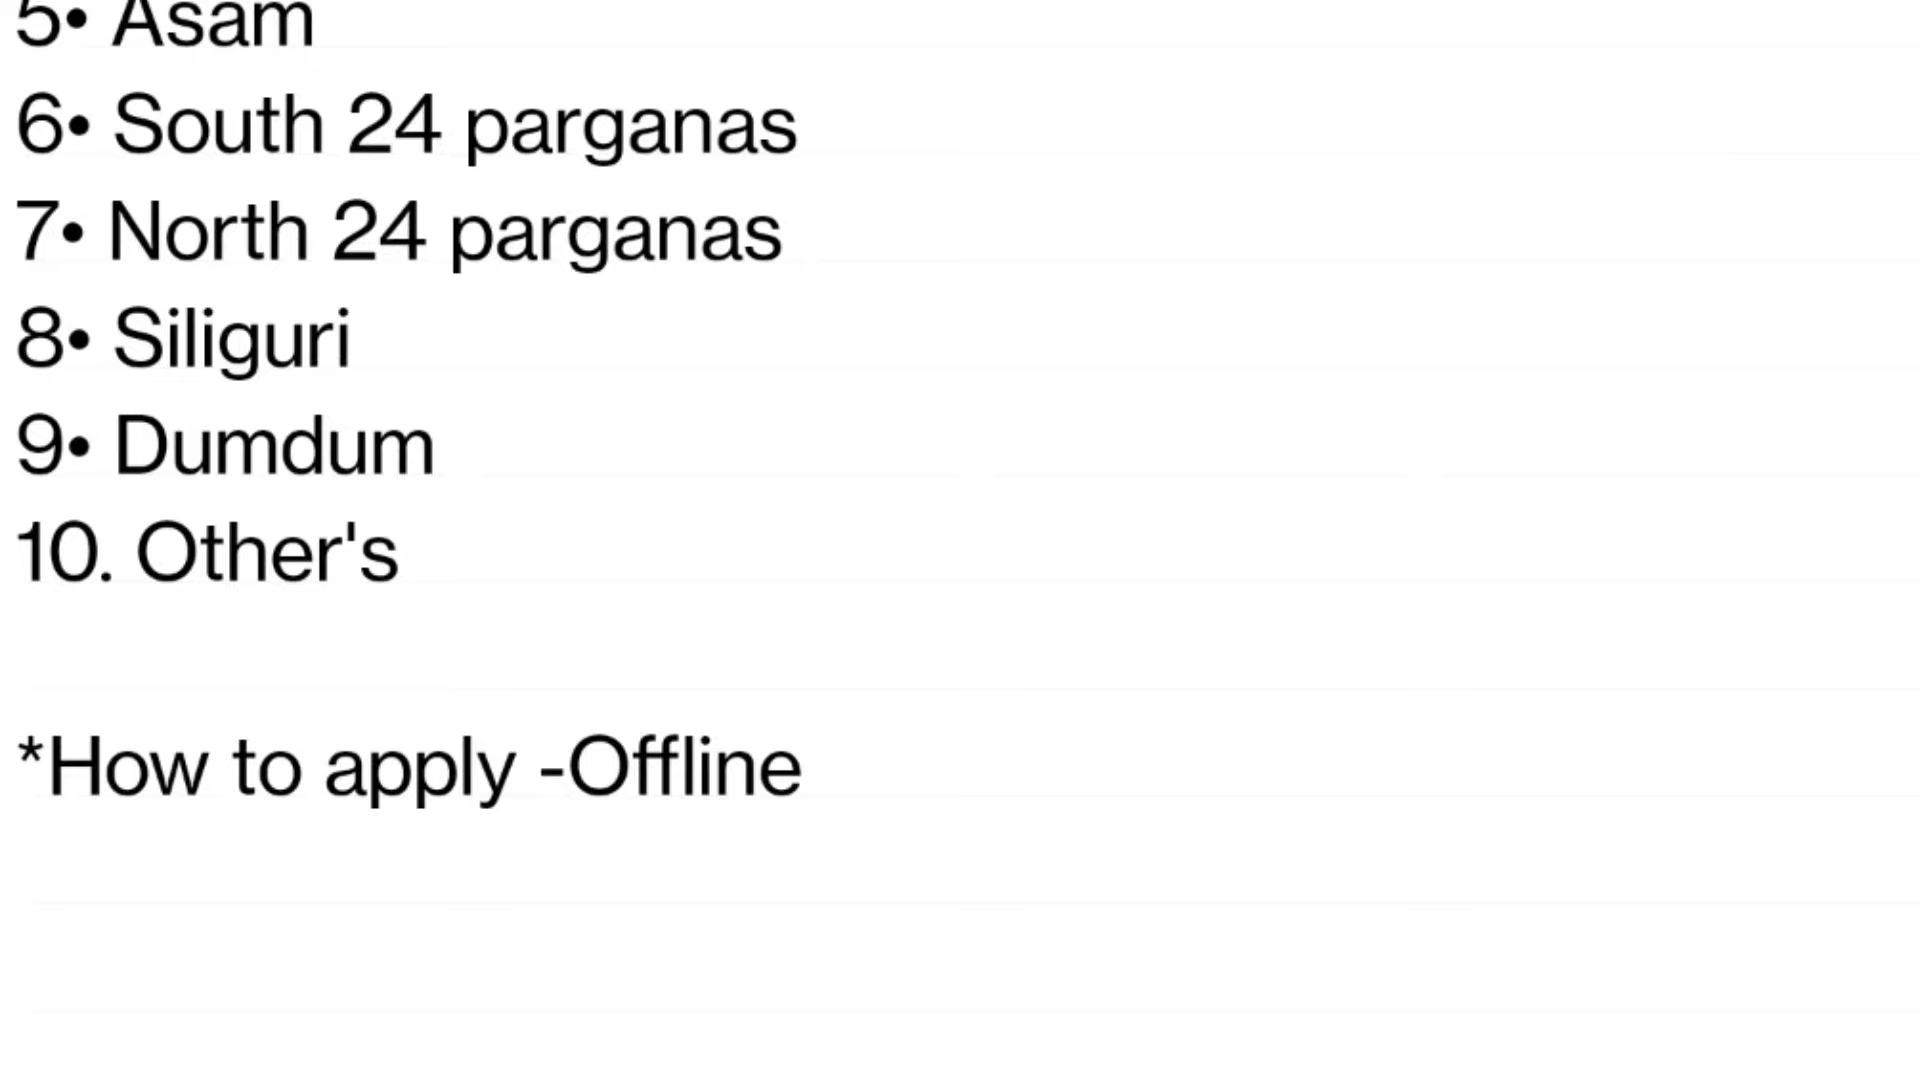 5• Asam
6• South 24 parganas
7• North 24 parganas
8• Siliguri
9• Dumdum
10. Other's
*How to apply -Offline